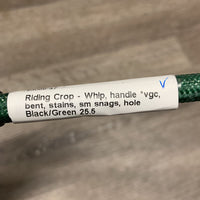 Riding Crop - Whip, handle *vgc,
bent, stains, sm snags, hole
Black/Green 25.5